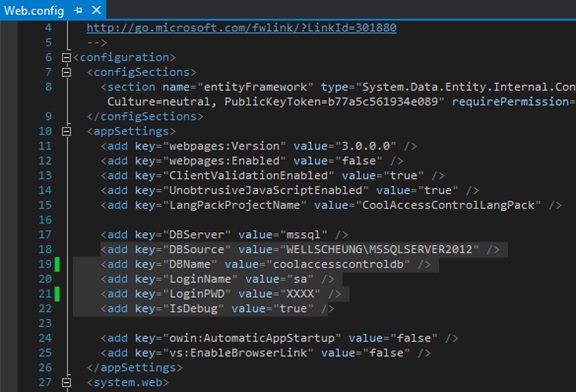 Web.config
4 http://go.microsoft.com/fwlink/?LinkId=301880
5 -->
6 <configuration>
7 <configSections>
8 <section name="entityFramework" type="System.Data.Entity.Internal.Con
Culture=neutral, PublicKeyToken=b77a5c561934e089" requirePermission=
9 </configSections>
10 <appSettings>
11 <add key="webpages:Version" value="3.0.0.0" />
12 <add key="webpages:Enabled" value="false" />
13 <add key="ClientValidationEnabled" value="true" />
14 <add key="UnobtrusiveJavaScriptEnabled" value="true" />
15 <add key="LangPackProjectName" value="CoolAccessControlLangPack" />
16
17 <add key="DBServer" value="mssql" />
18 <add key="DBSource" value="WELLSCHEUNG\MSSQLSERVER2012" />
19 <add key="DBName" value="coolaccesscontroldb" />
20 <add key="LoginName" value="sa" />
21 <add key="LoginPWD" value="XXXX" />
22 <add key="IsDebug" value="true" />
23
24 <add key="owin:AutomaticAppStartup" value="false" />
25 <add key="vs:EnableBrowserLink" value="false" />
26 </appSettings>
27 <system.web>